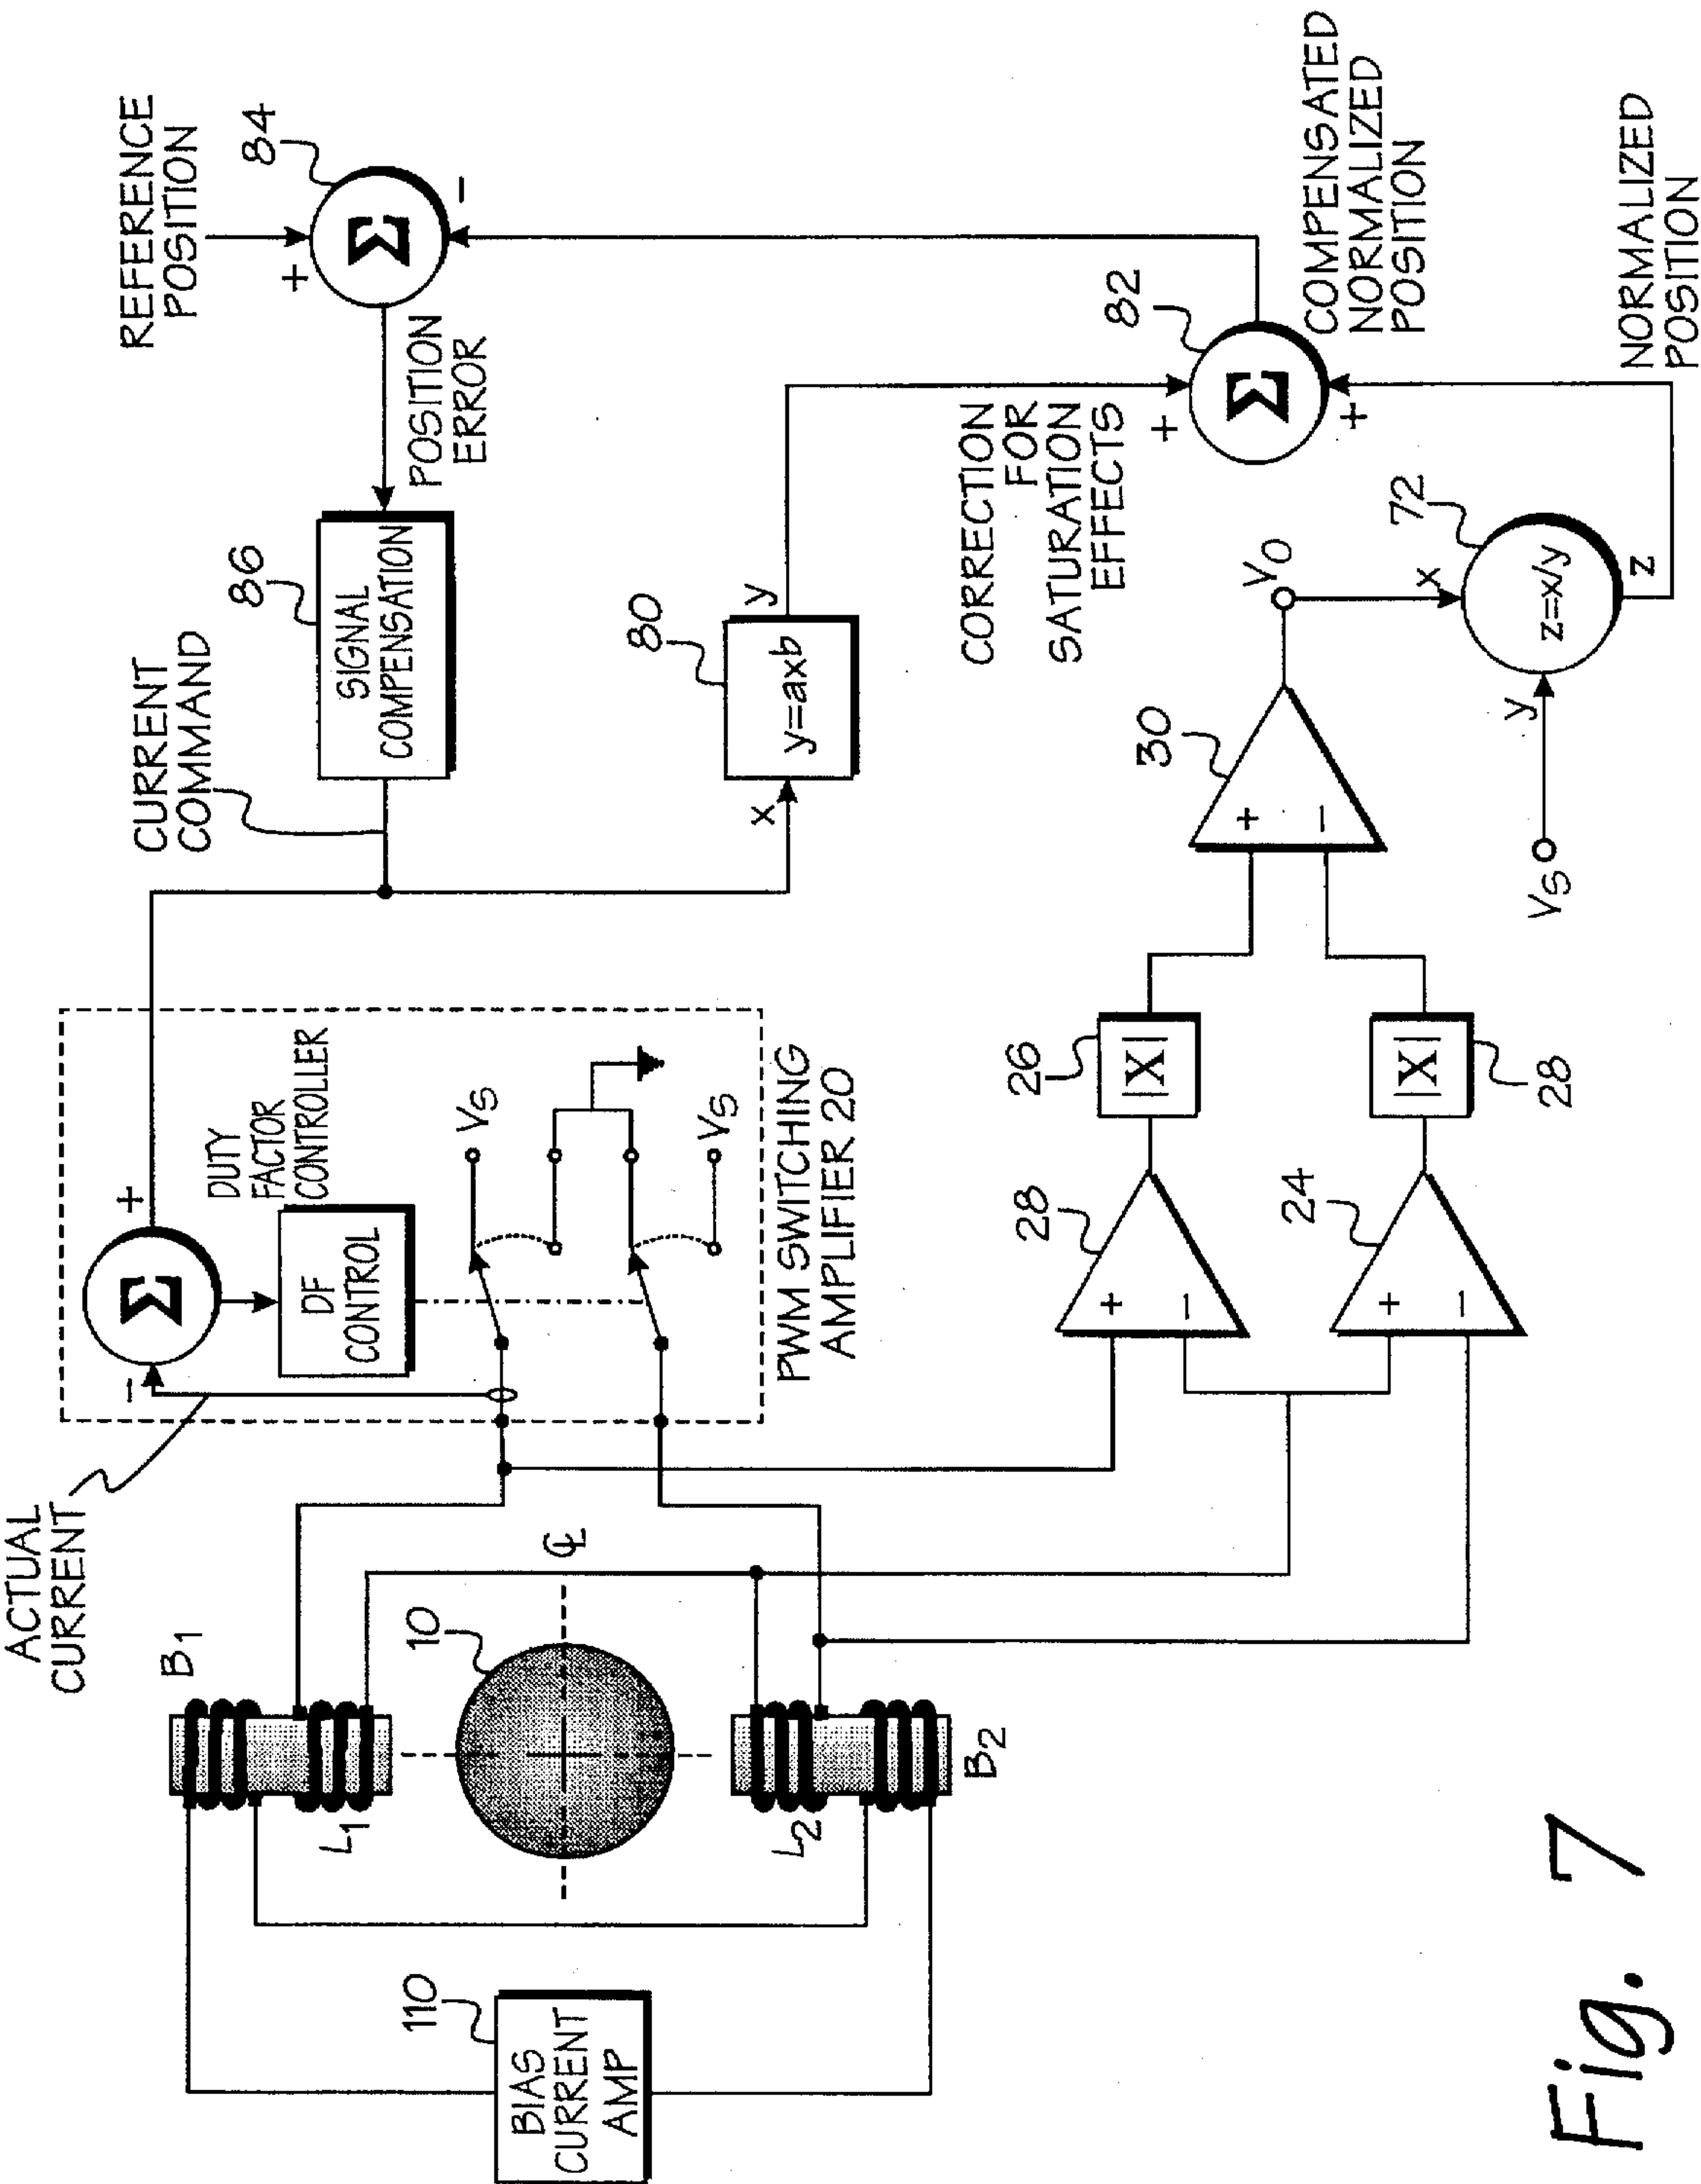 REFERENCE
POSITION
84
+
Σ
−
POSITION
ERROR
86
SIGNAL
COMPENSATION
CURRENT
COMMAND
80
y
y=axb
x
CORRECTION
FOR
SATURATION
EFFECTS
82
+
Σ
+
COMPENSATED
NORMALIZED
POSITION
NORMALIZED
POSITION
72
z=x/y
z
x
y
V0
VS
30
+
−
26
|X|
|X|
28
28
+
−
24
+
−
ACTUAL
CURRENT
+
Σ
−
DUTY
FACTOR
CONTROLLER
DF
CONTROL
VS
VS
PWM SWITCHING
AMPLIFIER 20
B1
L1
10
℄
L2
B2
110
BIAS
CURRENT
AMP
Fig. 7